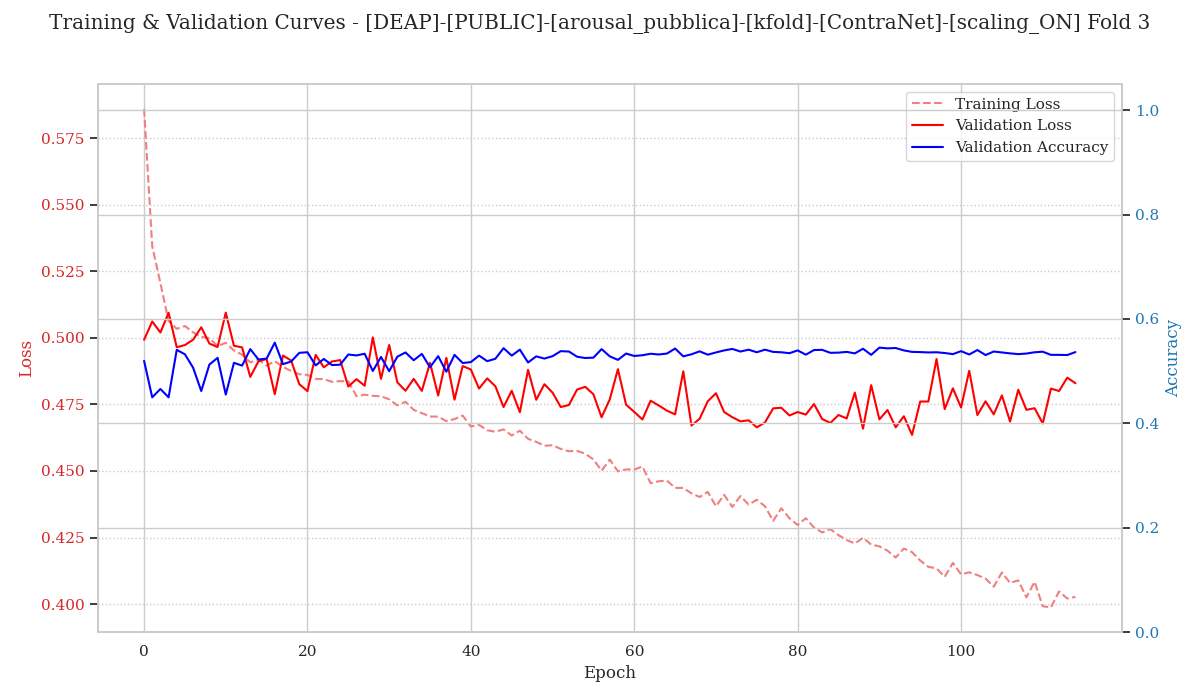 Training & Validation Curves - [DEAP]-[PUBLIC]-[arousal_pubblica]-[kfold]-[ContraNet]-[scaling_ON] Fold 3
Training Loss
Validation Loss
Validation Accuracy
Loss
0.575
0.550
0.525
0.500
0.475
0.450
0.425
0.400
1.0
0.8
0.6
0.4
0.2
0.0
Accuracy
0 20 40 60 80 100
Epoch